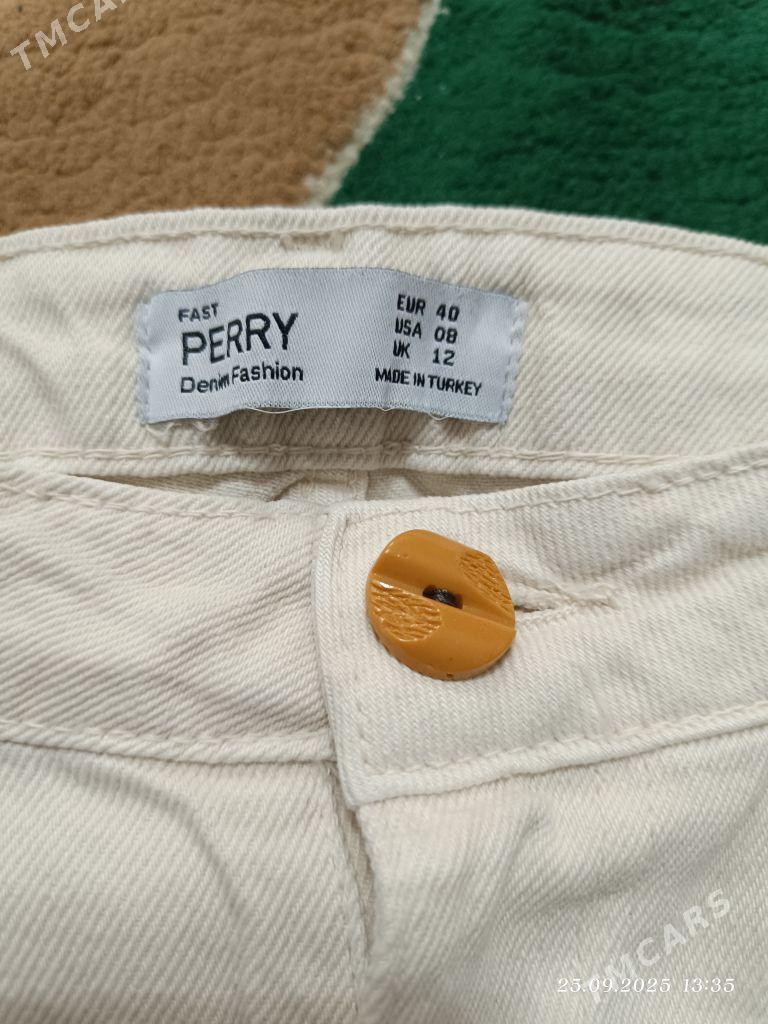 TMCARS
FAST
PERRY
Denim Fashion
EUR 40
USA 08
UK 12
MADE IN TURKEY
TMCARS
25.09.2025 13:35